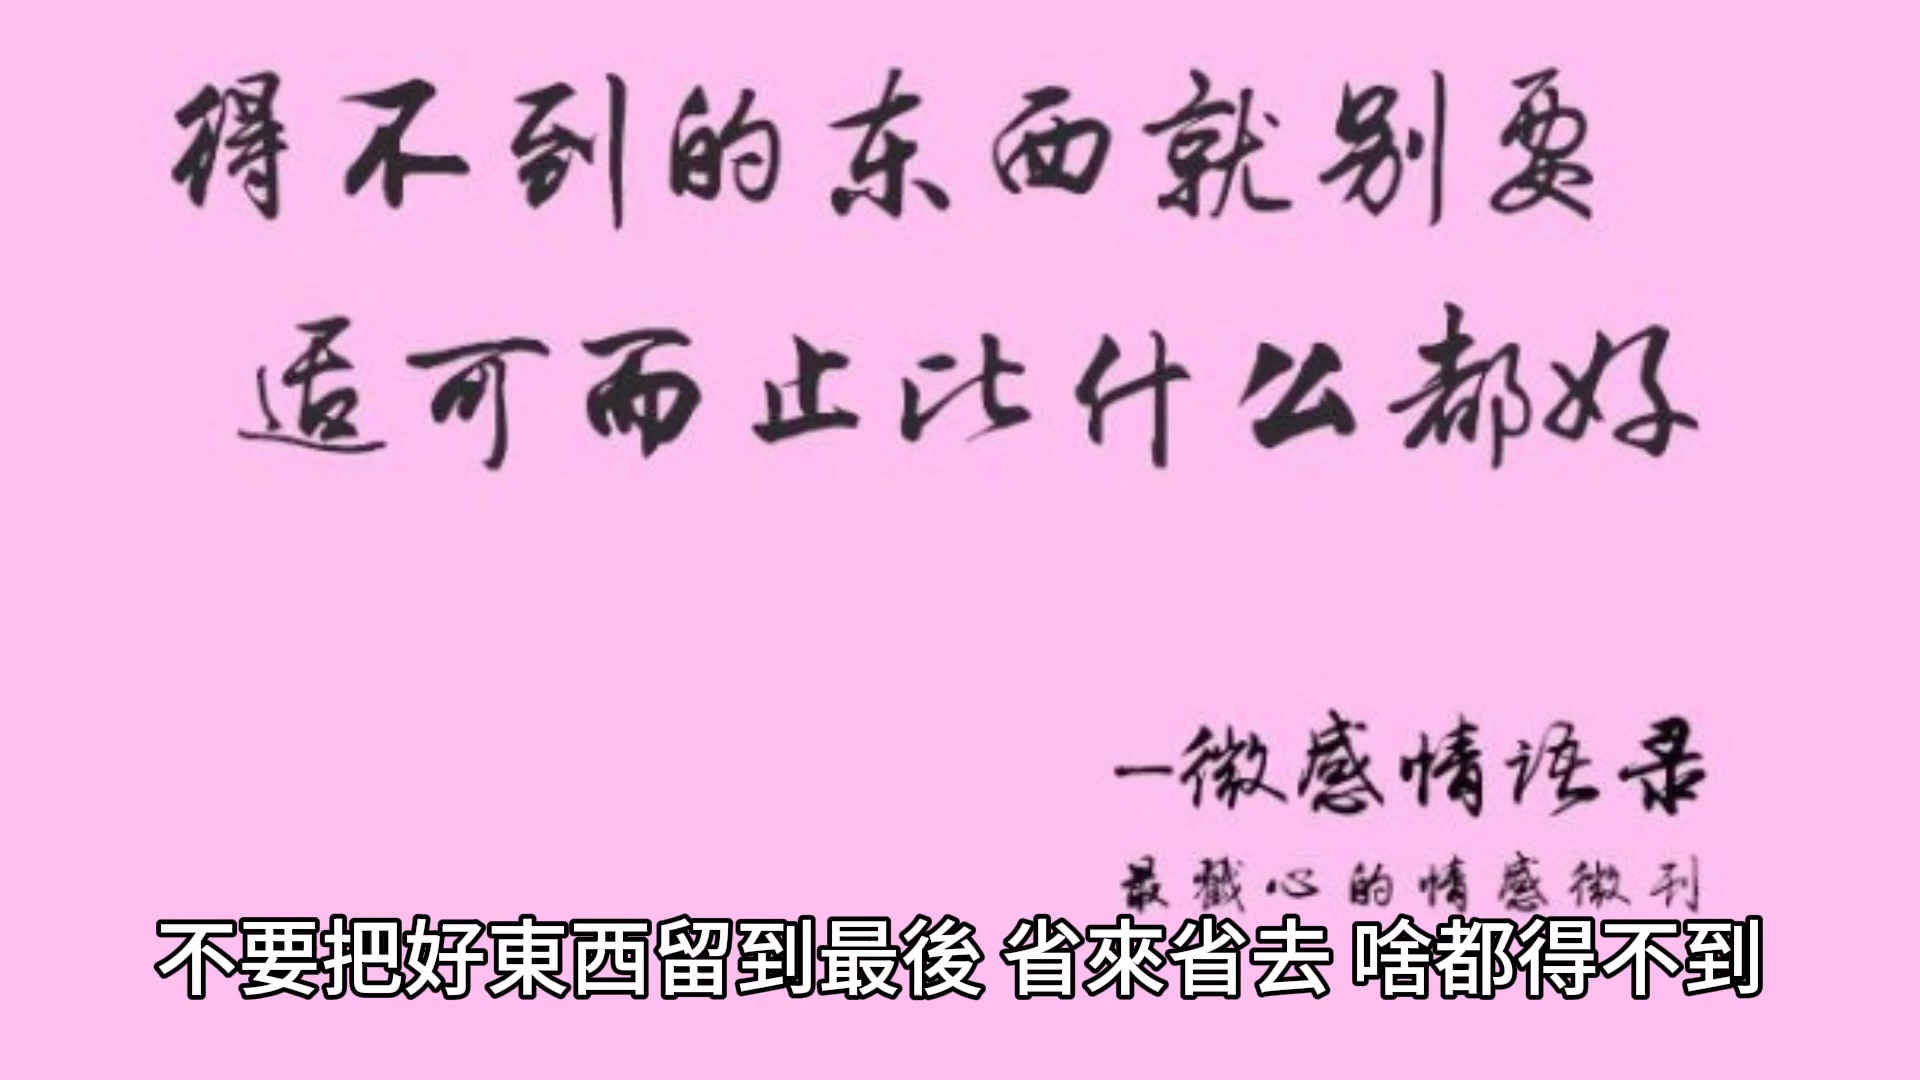 得不到的东西就别要
适可而止比什么都好
一微感情语录
最戳心的情感微刊
不要把好東西留到最後 省來省去 啥都得不到